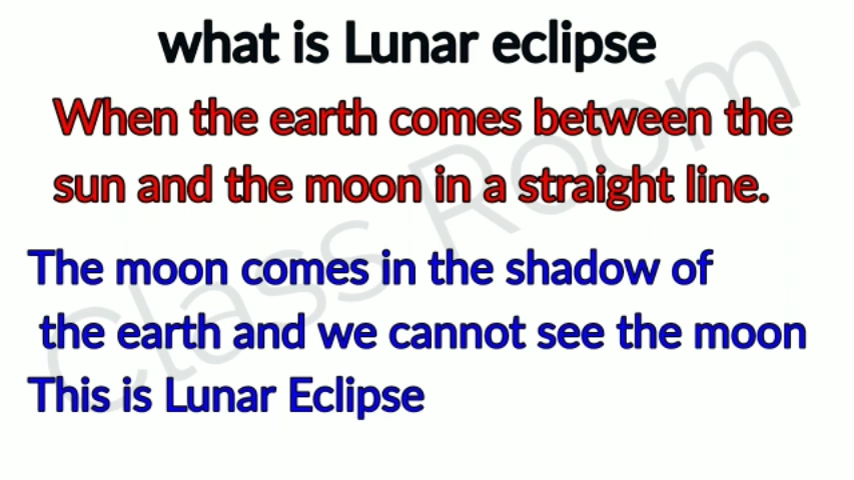 what is Lunar eclipse
When the earth comes between the
sun and the moon in a straight line.
The moon comes in the shadow of
the earth and we cannot see the moon
This is Lunar Eclipse
Class Room